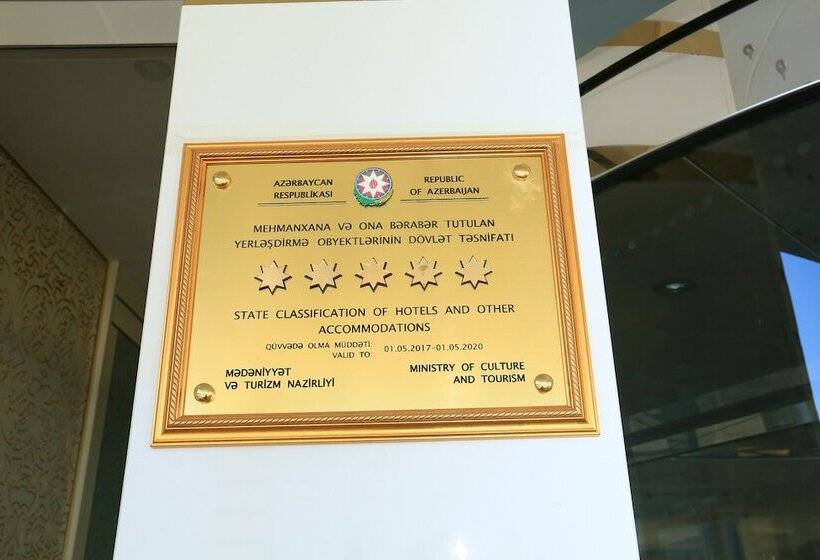 AZƏRBAYCAN
RESPUBLİKASI
REPUBLIC
OF AZERBAIJAN
MEHMANXANA VƏ ONA BƏRABƏR TUTULAN
YERLƏŞDİRMƏ OBYEKTLƏRİNİN DÖVLƏT TƏSNİFATI
STATE CLASSIFICATION OF HOTELS AND OTHER
ACCOMMODATIONS
QÜVVƏDƏ OLMA MÜDDƏTİ:
VALID TO: 01.05.2017-01.05.2020
MƏDƏNİYYƏT
VƏ TURİZM NAZİRLİYİ
MINISTRY OF CULTURE
AND TOURISM